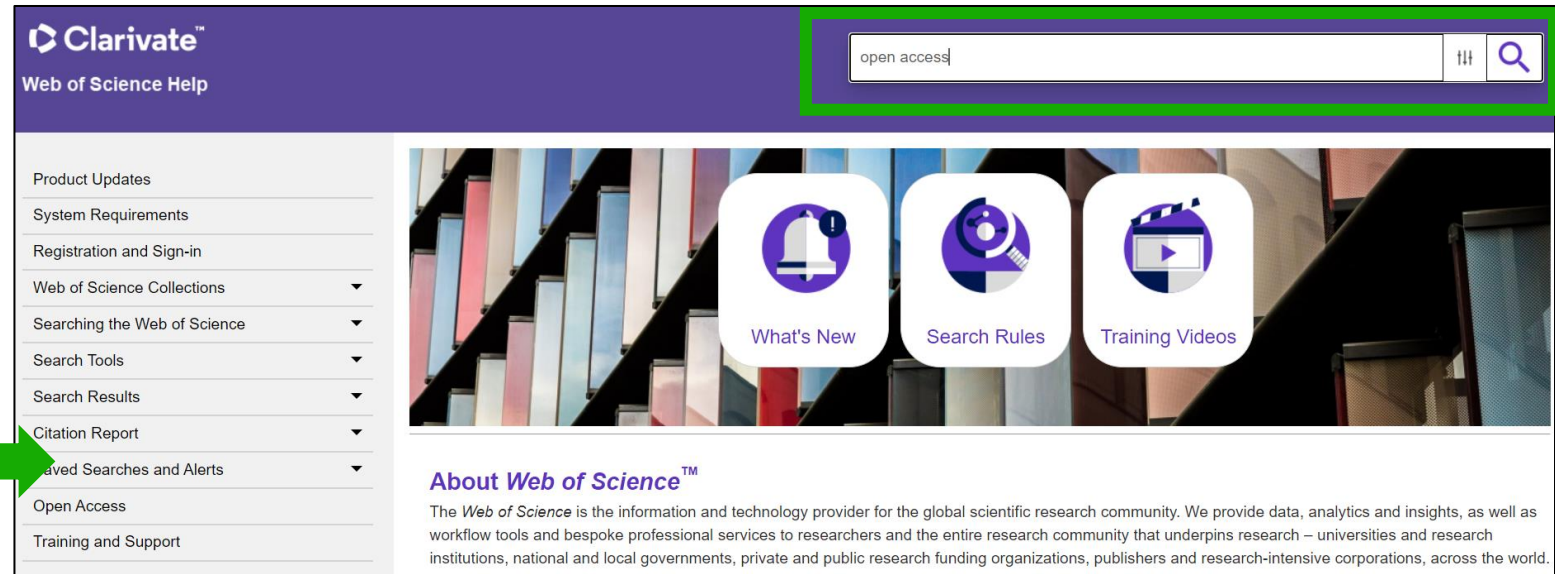 Clarivate™
Web of Science Help
open access
Product Updates
System Requirements
Registration and Sign-in
Web of Science Collections
Searching the Web of Science
Search Tools
Search Results
Citation Report
aved Searches and Alerts
Open Access
Training and Support
What's New
Search Rules
Training Videos
About Web of Science™
The Web of Science is the information and technology provider for the global scientific research community. We provide data, analytics and insights, as well as
workflow tools and bespoke professional services to researchers and the entire research community that underpins research – universities and research
institutions, national and local governments, private and public research funding organizations, publishers and research-intensive corporations, across the world.